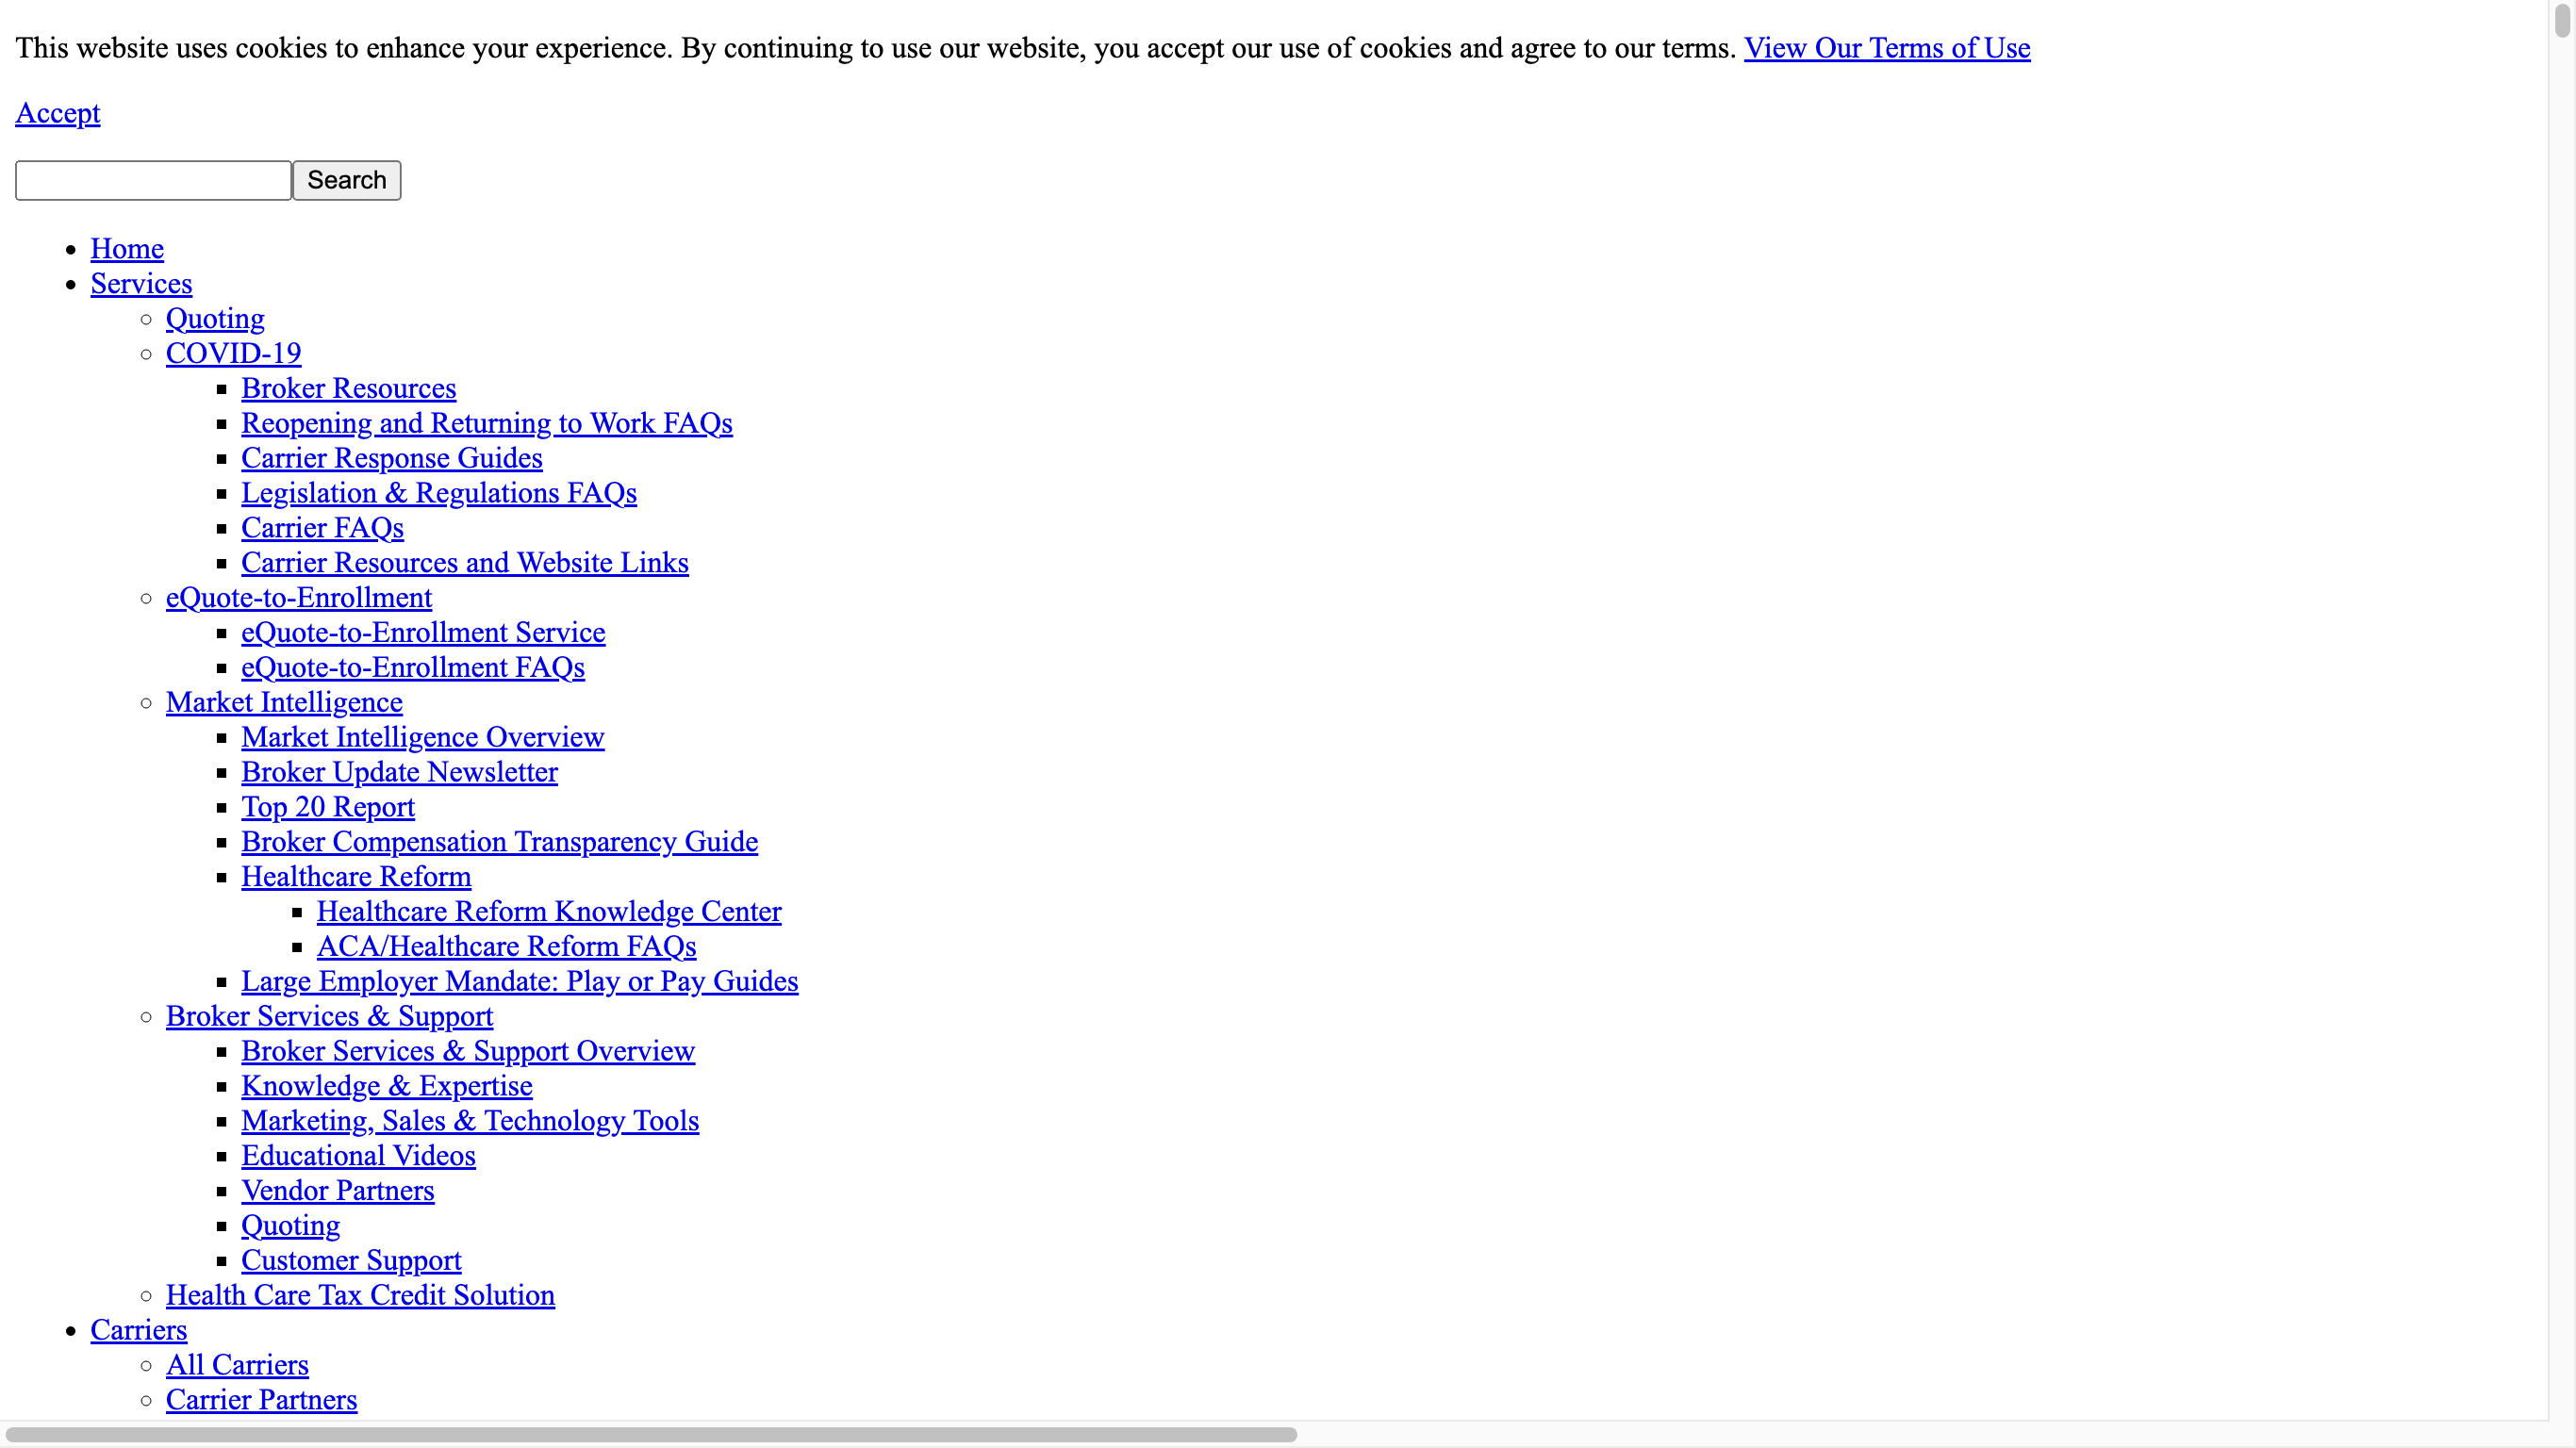 This website uses cookies to enhance your experience. By continuing to use our website, you accept our use of cookies and agree to our terms. View Our Terms of Use
Accept
Search
Home
Services
Quoting
COVID-19
Broker Resources
Reopening and Returning to Work FAQs
Carrier Response Guides
Legislation & Regulations FAQs
Carrier FAQs
Carrier Resources and Website Links
eQuote-to-Enrollment
eQuote-to-Enrollment Service
eQuote-to-Enrollment FAQs
Market Intelligence
Market Intelligence Overview
Broker Update Newsletter
Top 20 Report
Broker Compensation Transparency Guide
Healthcare Reform
Healthcare Reform Knowledge Center
ACA/Healthcare Reform FAQs
Large Employer Mandate: Play or Pay Guides
Broker Services & Support
Broker Services & Support Overview
Knowledge & Expertise
Marketing, Sales & Technology Tools
Educational Videos
Vendor Partners
Quoting
Customer Support
Health Care Tax Credit Solution
Carriers
All Carriers
Carrier Partners